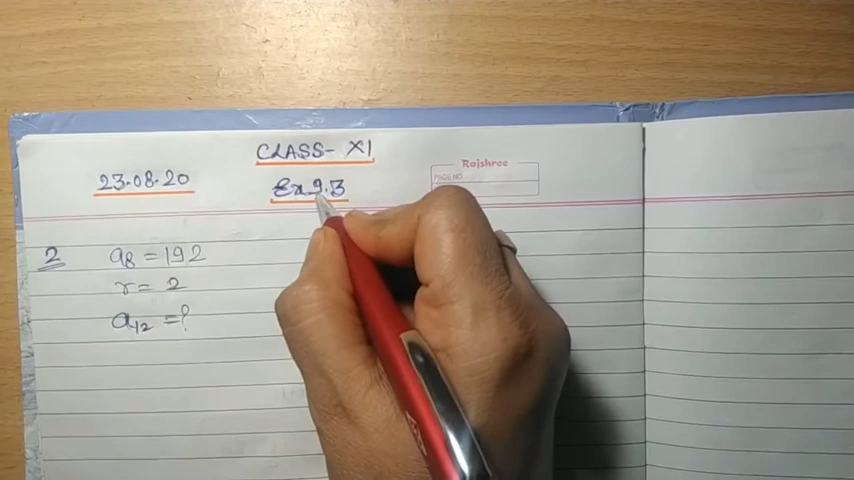 CLASS- XI
Rajshree
PAGE NO.
23.08.20
Ex 9.3
2
a₈ = 192
r = 2
a₁₂ = ?